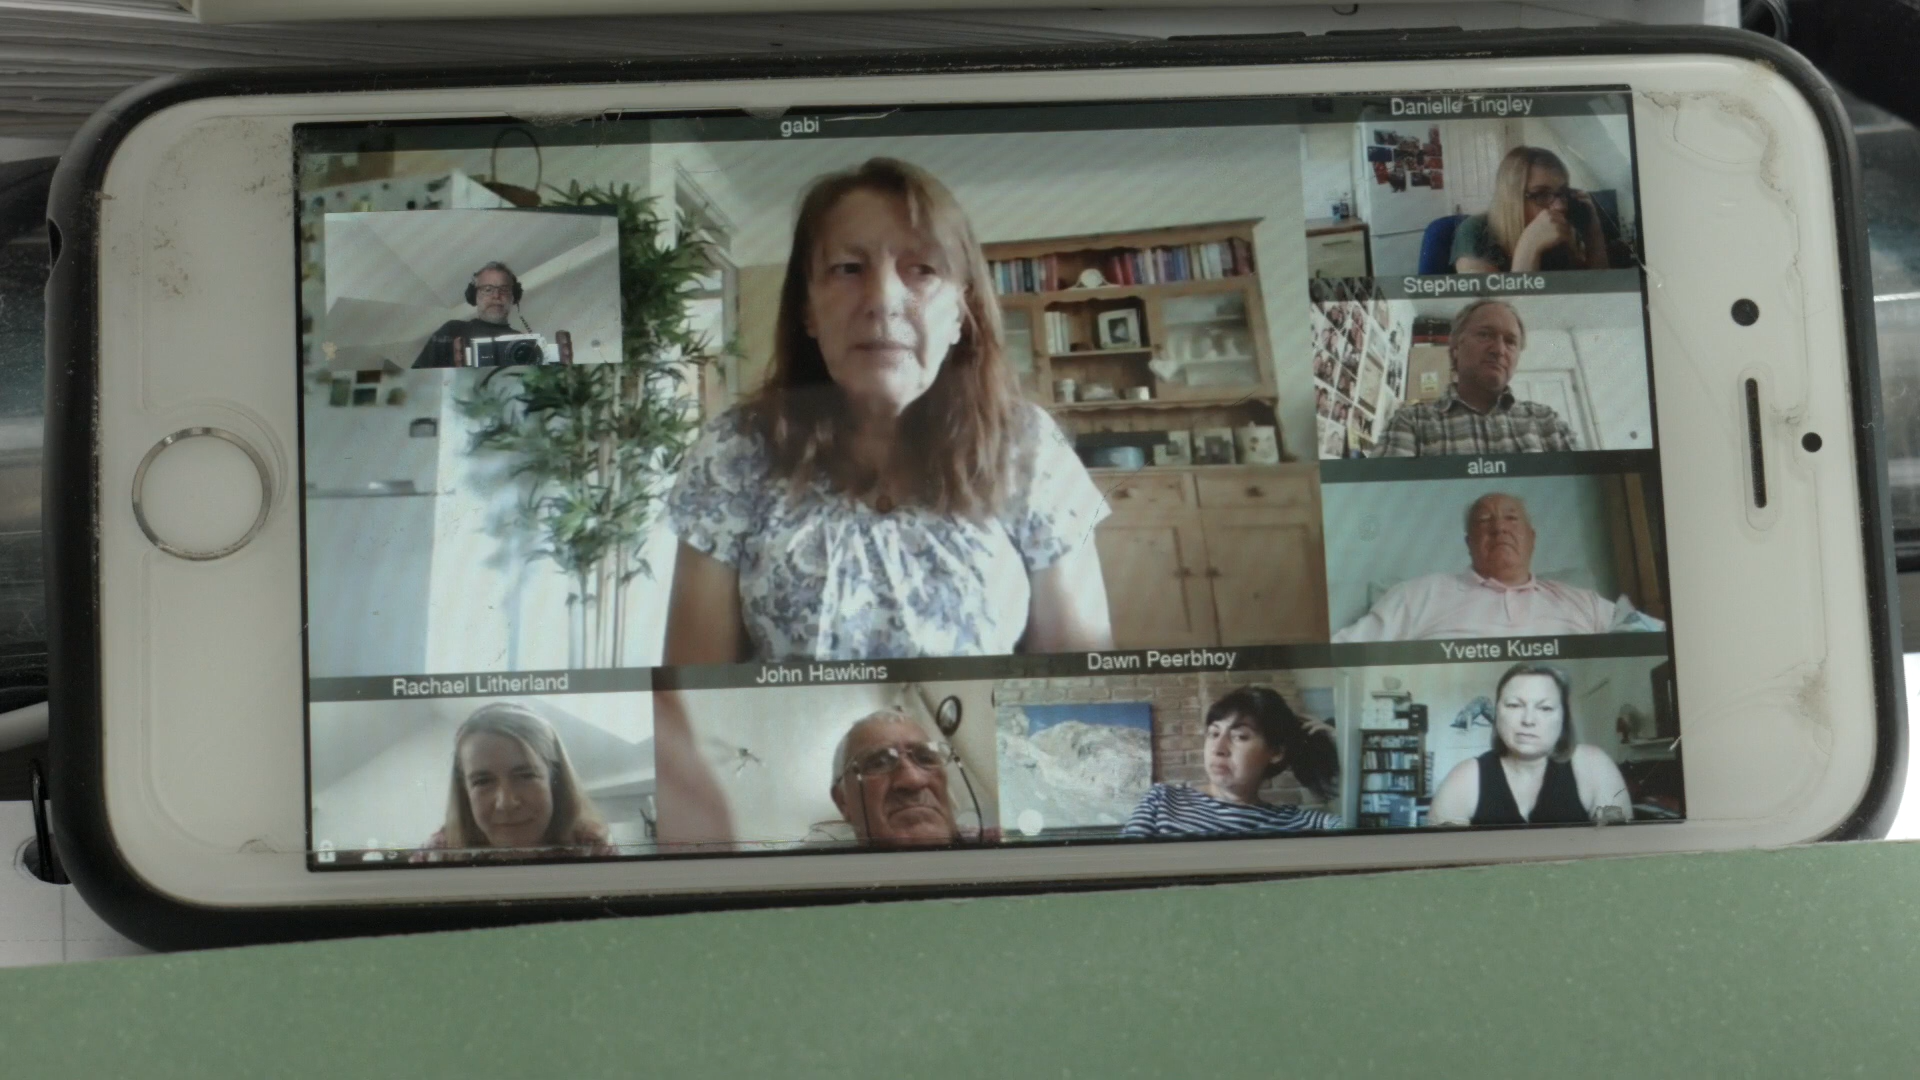 gabi
Danielle Tingley
Stephen Clarke
alan
Rachael Litherland
John Hawkins
Dawn Peerbhoy
Yvette Kusel